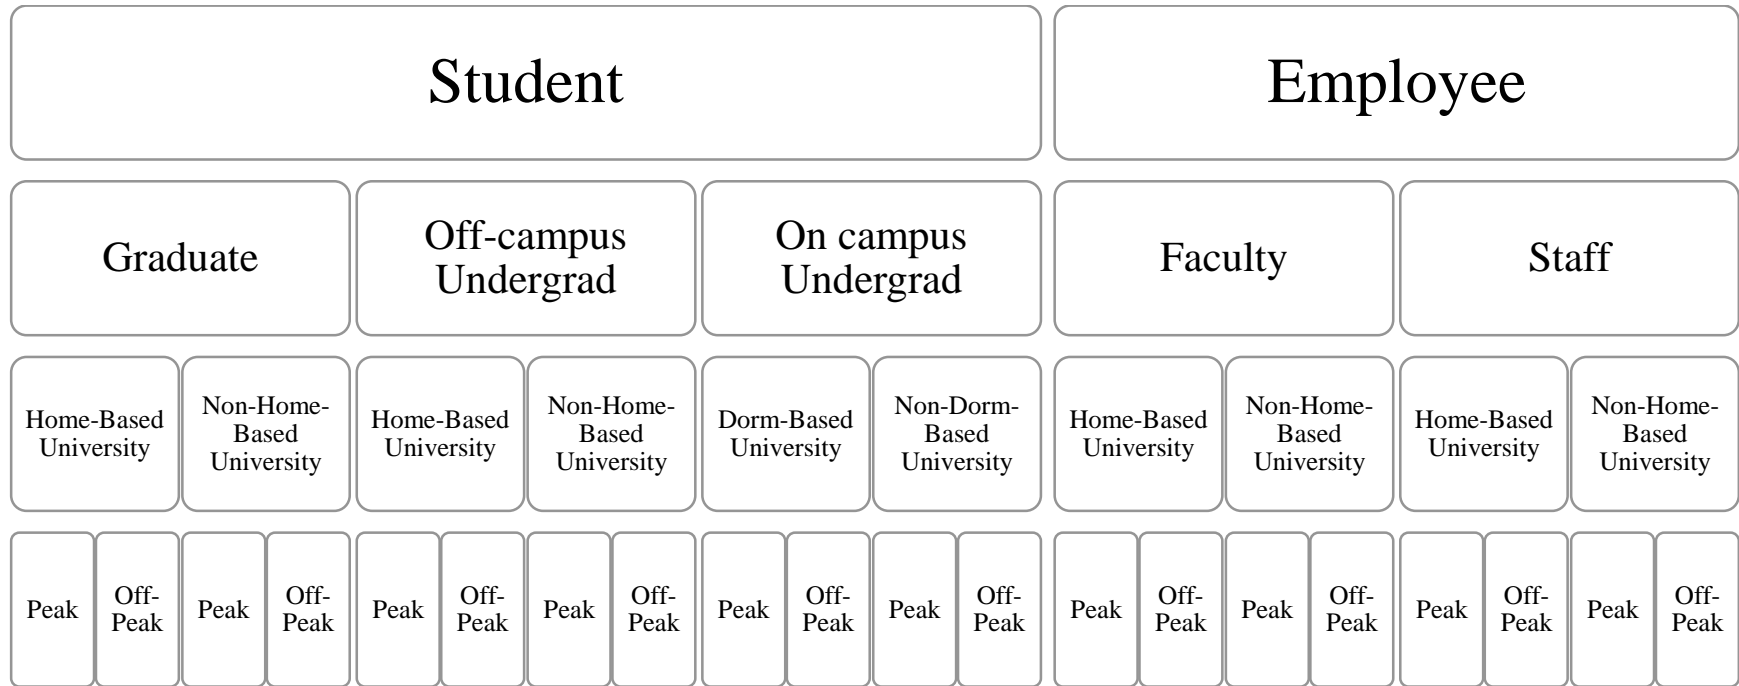 Student
Employee
Graduate
Off-campus
Undergrad
On campus
Undergrad
Faculty
Staff
Home-Based
University
Non-Home-
Based
University
Home-Based
University
Non-Home-
Based
University
Dorm-Based
University
Non-Dorm-
Based
University
Home-Based
University
Non-Home-
Based
University
Home-Based
University
Non-Home-
Based
University
Peak
Off-
Peak
Peak
Off-
Peak
Peak
Off-
Peak
Peak
Off-
Peak
Peak
Off-
Peak
Peak
Off-
Peak
Peak
Off-
Peak
Peak
Off-
Peak
Peak
Off-
Peak
Peak
Off-
Peak